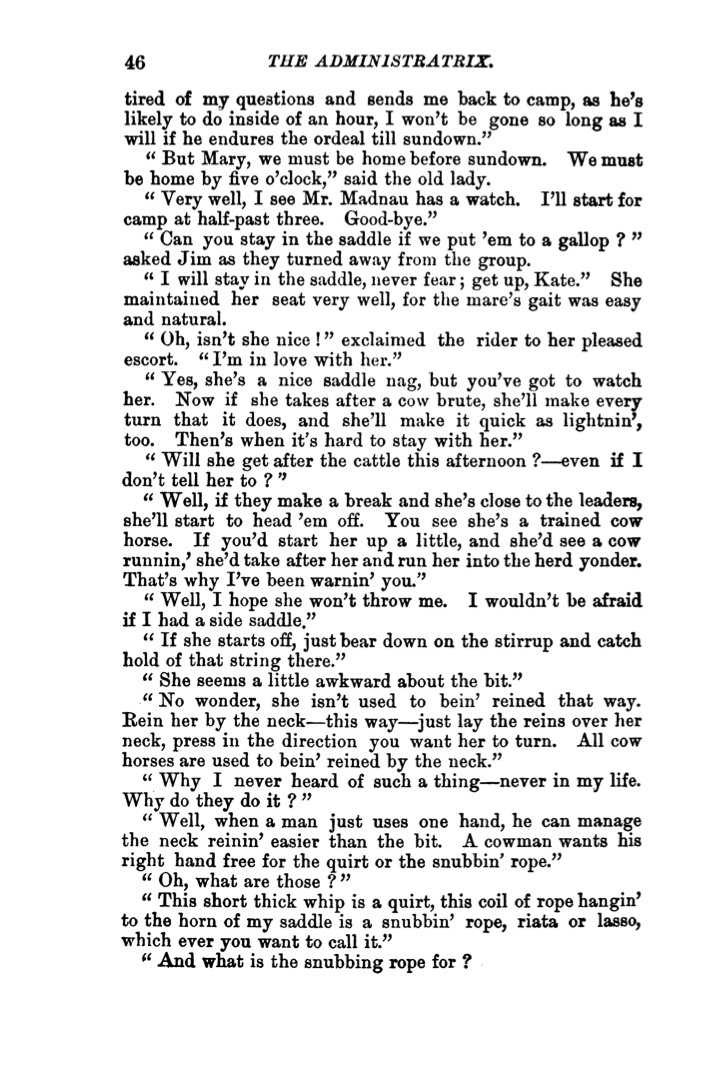 46 THE ADMINISTRATRIX.
tired of my questions and sends me back to camp, as he's
likely to do inside of an hour, I won't be gone so long as I
will if he endures the ordeal till sundown."
" But Mary, we must be home before sundown. We must
be home by five o'clock," said the old lady.
" Very well, I see Mr. Madnau has a watch. I'll start for
camp at half-past three. Good-bye."
" Can you stay in the saddle if we put 'em to a gallop ? "
asked Jim as they turned away from the group.
" I will stay in the saddle, never fear ; get up, Kate." She
maintained her seat very well, for the mare's gait was easy
and natural.
" Oh, isn't she nice !" exclaimed the rider to her pleased
escort. "I'm in love with her."
" Yes, she's a nice saddle nag, but you've got to watch
her. Now if she takes after a cow brute, she'll make every
turn that it does, and she'll make it quick as lightnin',
too. Then's when it's hard to stay with her."
" Will she get after the cattle this afternoon ?—even if I
don't tell her to ? "
" Well, if they make a break and she's close to the leaders,
she'll start to head 'em off. You see she's a trained cow
horse. If you'd start her up a little, and she'd see a cow
runnin,' she'd take after her and run her into the herd yonder.
That's why I've been warnin' you."
" Well, I hope she won't throw me. I wouldn't be afraid
if I had a side saddle."
" If she starts off, just bear down on the stirrup and catch
hold of that string there."
" She seems a little awkward about the bit."
" No wonder, she isn't used to bein' reined that way.
Rein her by the neck—this way—just lay the reins over her
neck, press in the direction you want her to turn. All cow
horses are used to bein' reined by the neck."
" Why I never heard of such a thing—never in my life.
Why do they do it ? "
" Well, when a man just uses one hand, he can manage
the neck reinin' easier than the bit. A cowman wants his
right hand free for the quirt or the snubbin' rope."
" Oh, what are those ? "
" This short thick whip is a quirt, this coil of rope hangin'
to the horn of my saddle is a snubbin' rope, riata or lasso,
which ever you want to call it."
" And what is the snubbing rope for ?